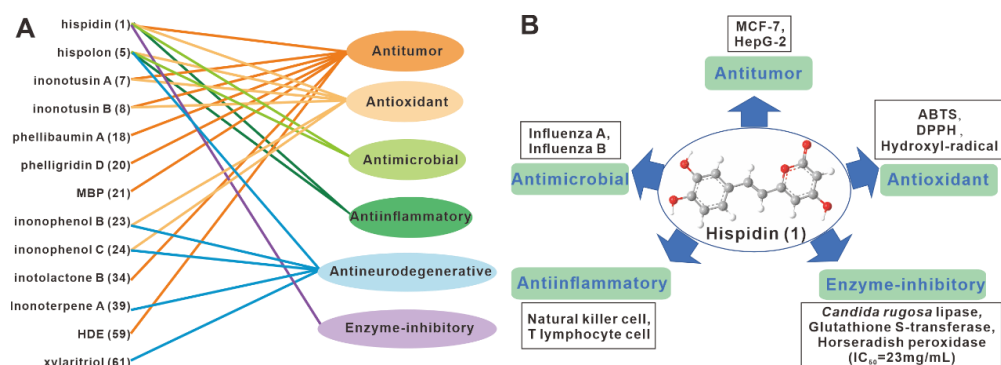 A
hispidin (1)
hispolon (5)
inonotusin A (7)
inonotusin B (8)
phellibaumin A (18)
phelligridin D (20)
MBP (21)
inonophenol B (23)
inonophenol C (24)
inotolactone B (34)
Inonoterpene A (39)
HDE (59)
xylaritriol (61)
Antitumor
Antioxidant
Antimicrobial
Antiinflammatory
Antineurodegenerative
Enzyme-inhibitory
B
MCF-7,
HepG-2
Antitumor
Influenza A,
Influenza B
Antimicrobial
ABTS,
DPPH,
Hydroxyl-radical
Antioxidant
Hispidin (1)
Antiinflammatory
Natural killer cell,
T lymphocyte cell
Enzyme-inhibitory
Candida rugosa lipase,
Glutathione S-transferase,
Horseradish peroxidase
(IC₅₀=23mg/mL)